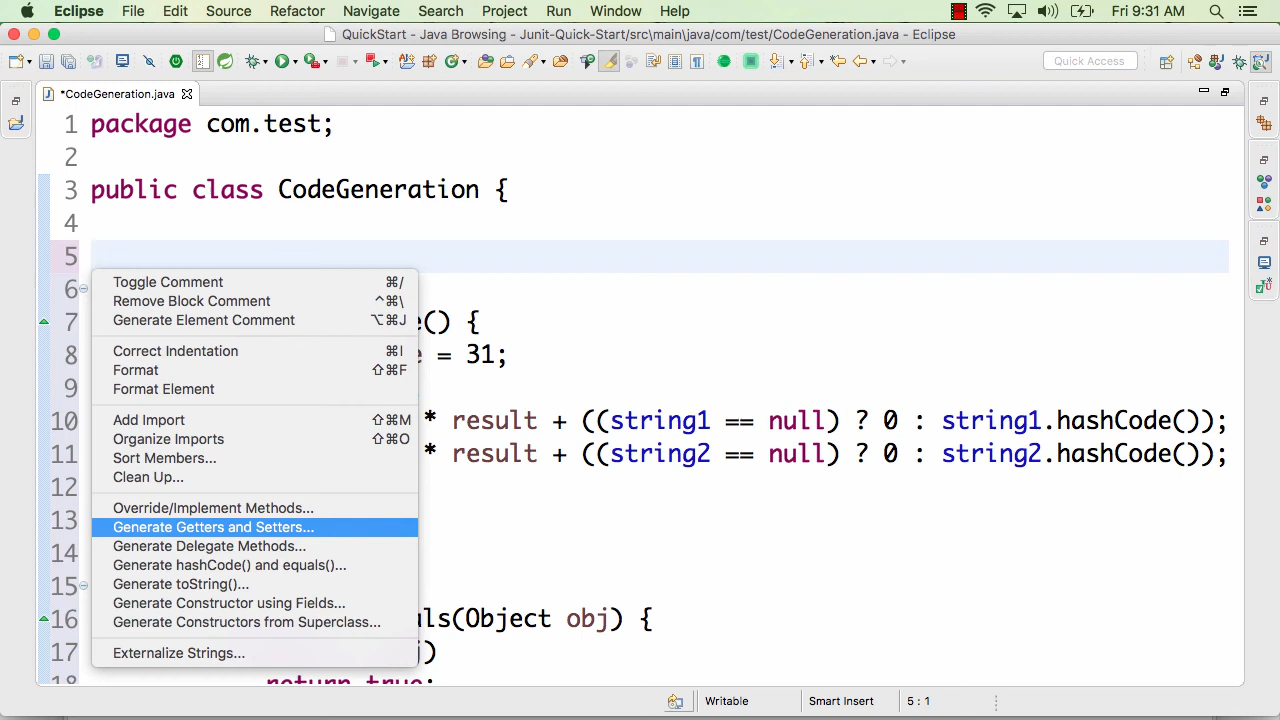 Eclipse File Edit Source Refactor Navigate Search Project Run Window Help Fri 9:31 AM
QuickStart - Java Browsing - Junit-Quick-Start/src\main\java/com/test/CodeGeneration.java - Eclipse
Quick Access
*CodeGeneration.java
1 package com.test;
2
3 public class CodeGeneration {
4
5
6
Toggle Comment ⌘/
Remove Block Comment ^⌘\
Generate Element Comment ⌥⌘J
7 () {
Correct Indentation ⌘I
8 = 31;
Format ⇧⌘F
9
Format Element
10 * result + ((string1 == null) ? 0 : string1.hashCode());
Add Import ⇧⌘M
Organize Imports ⇧⌘O
11 * result + ((string2 == null) ? 0 : string2.hashCode());
Sort Members...
Clean Up...
12
Override/Implement Methods...
13
Generate Getters and Setters...
Generate Delegate Methods...
14
Generate hashCode() and equals()...
15
Generate toString()...
Generate Constructor using Fields...
16 ls(Object obj) {
Generate Constructors from Superclass...
17 )
Externalize Strings...
18 return true;
Writable Smart Insert 5 : 1